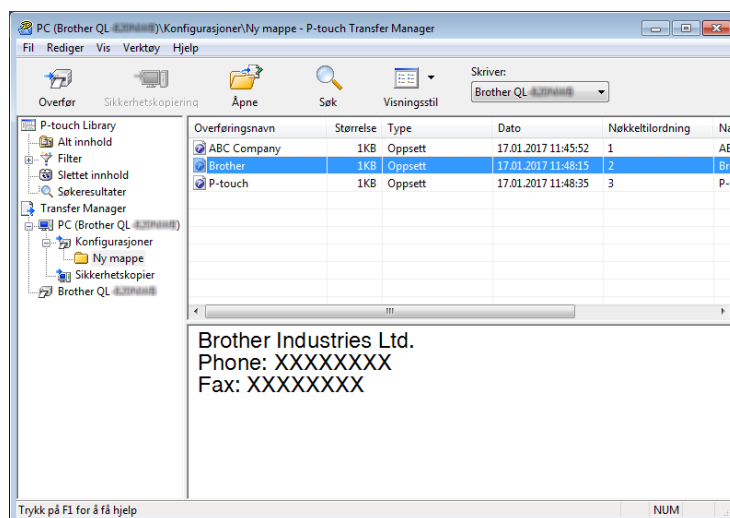 PC (Brother QL-)\Konfigurasjoner\Ny mappe - P-touch Transfer Manager
Fil Rediger Vis Verktøy Hjelp
Overfør Sikkerhetskopiering Åpne Søk Visningsstil
Skriver:
Brother QL-
P-touch Library
Alt innhold
Filter
Slettet innhold
Søkeresultater
Transfer Manager
PC (Brother QL-)
Konfigurasjoner
Ny mappe
Sikkerhetskopier
Brother QL-
Overføringsnavn Størrelse Type Dato Nøkkeltilordning Na
ABC Company 1KB Oppsett 17.01.2017 11:45:52 1 AB
Brother 1KB Oppsett 17.01.2017 11:48:15 2 Br
P-touch 1KB Oppsett 17.01.2017 11:48:35 3 P-
Brother Industries Ltd.
Phone: XXXXXXXX
Fax: XXXXXXXX
Trykk på F1 for å få hjelp NUM